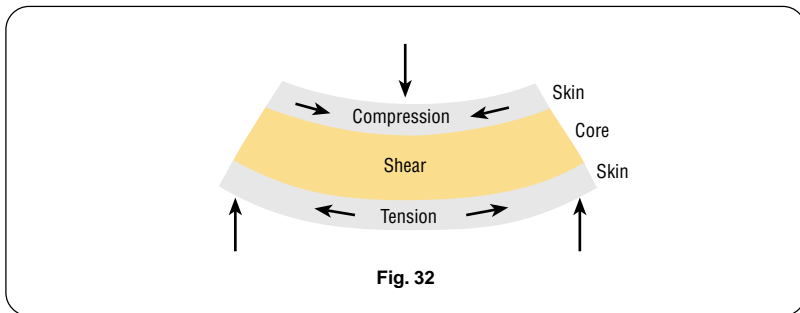 Skin
Compression
Core
Shear
Skin
Tension
Fig. 32